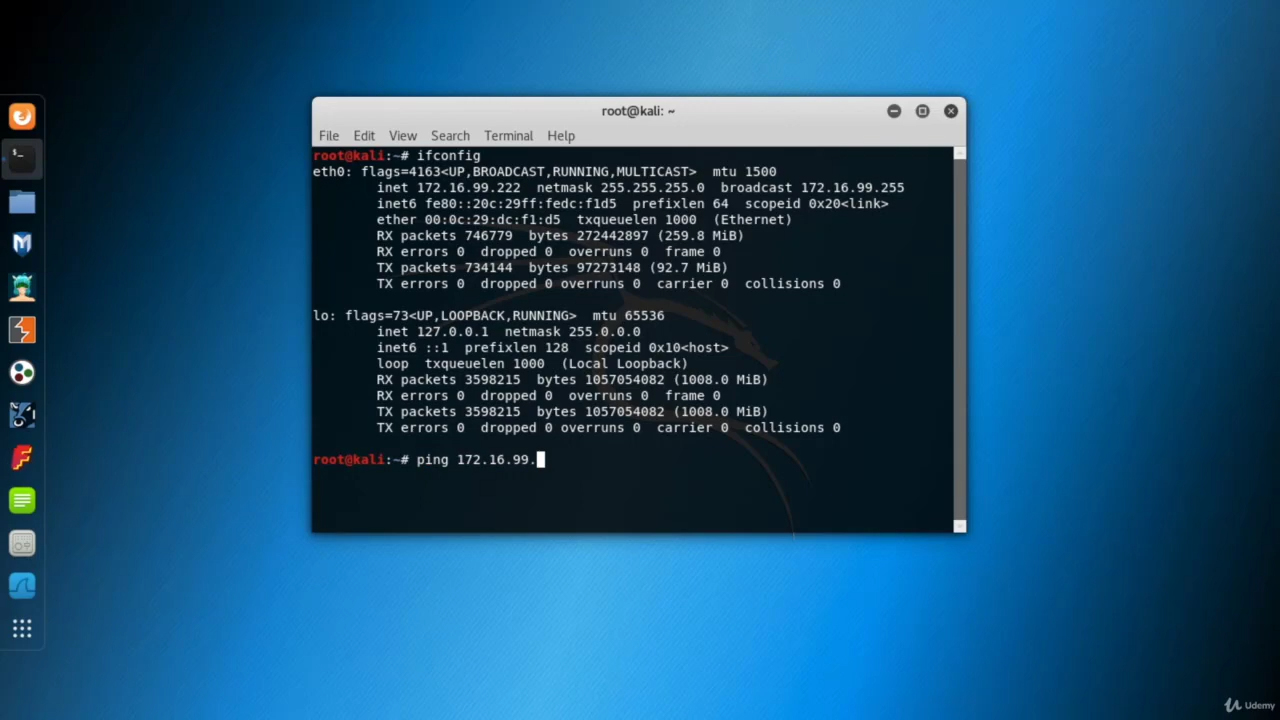 root@kali: ~
File Edit View Search Terminal Help
root@kali:~# ifconfig
eth0: flags=4163<UP,BROADCAST,RUNNING,MULTICAST>  mtu 1500
        inet 172.16.99.222  netmask 255.255.255.0  broadcast 172.16.99.255
        inet6 fe80::20c:29ff:fedc:f1d5  prefixlen 64  scopeid 0x20<link>
        ether 00:0c:29:dc:f1:d5  txqueuelen 1000  (Ethernet)
        RX packets 746779  bytes 272442897 (259.8 MiB)
        RX errors 0  dropped 0  overruns 0  frame 0
        TX packets 734144  bytes 97273148 (92.7 MiB)
        TX errors 0  dropped 0 overruns 0  carrier 0  collisions 0
lo: flags=73<UP,LOOPBACK,RUNNING>  mtu 65536
        inet 127.0.0.1  netmask 255.0.0.0
        inet6 ::1  prefixlen 128  scopeid 0x10<host>
        loop  txqueuelen 1000  (Local Loopback)
        RX packets 3598215  bytes 1057054082 (1008.0 MiB)
        RX errors 0  dropped 0  overruns 0  frame 0
        TX packets 3598215  bytes 1057054082 (1008.0 MiB)
        TX errors 0  dropped 0 overruns 0  carrier 0  collisions 0
root@kali:~# ping 172.16.99.
Udemy